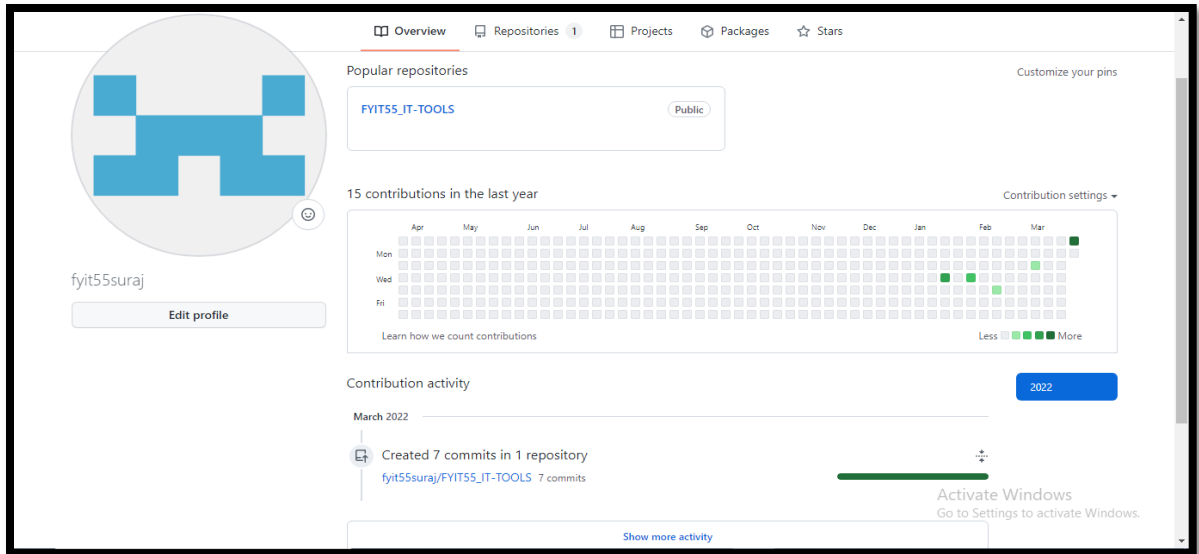 Overview Repositories 1 Projects Packages Stars
Popular repositories Customize your pins
FYIT55_IT-TOOLS Public
15 contributions in the last year Contribution settings
Apr May Jun Jul Aug Sep Oct Nov Dec Jan Feb Mar
Mon
Wed
Fri
Learn how we count contributions Less More
fyit55suraj
Edit profile
Contribution activity 2022
March 2022
Created 7 commits in 1 repository
fyit55suraj/FYIT55_IT-TOOLS 7 commits
Show more activity
Activate Windows
Go to Settings to activate Windows.